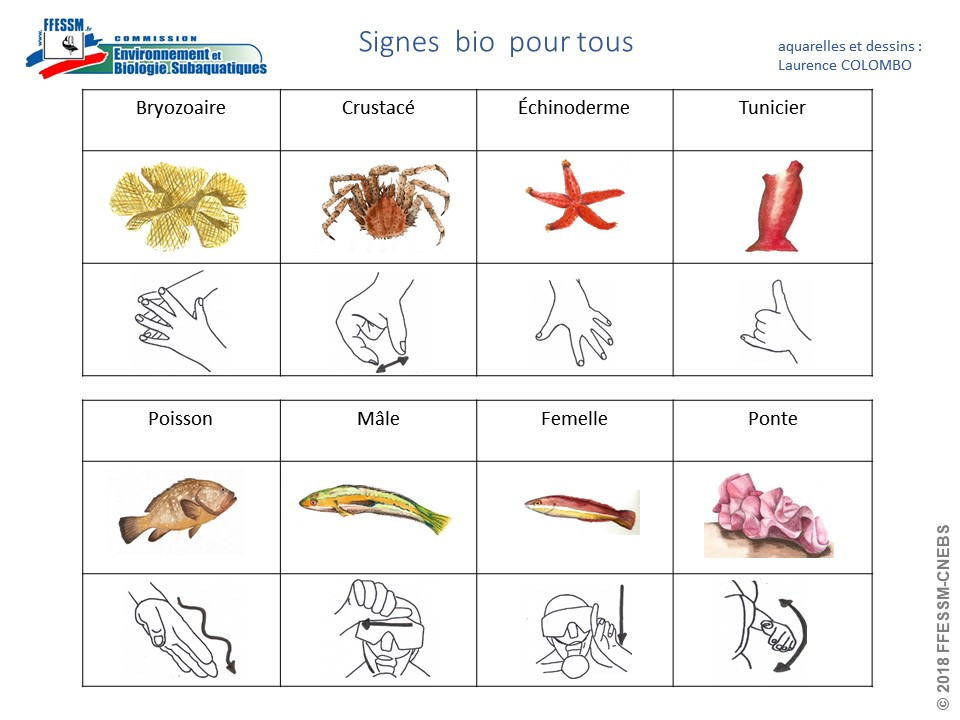 www.FFESSM.fr
COMMISSION
Environnement et
Biologie Subaquatiques
Signes bio pour tous
aquarelles et dessins :
Laurence COLOMBO
Bryozoaire Crustacé Échinoderme Tunicier
Poisson Mâle Femelle Ponte
© 2018 FFESSM-CNEBS